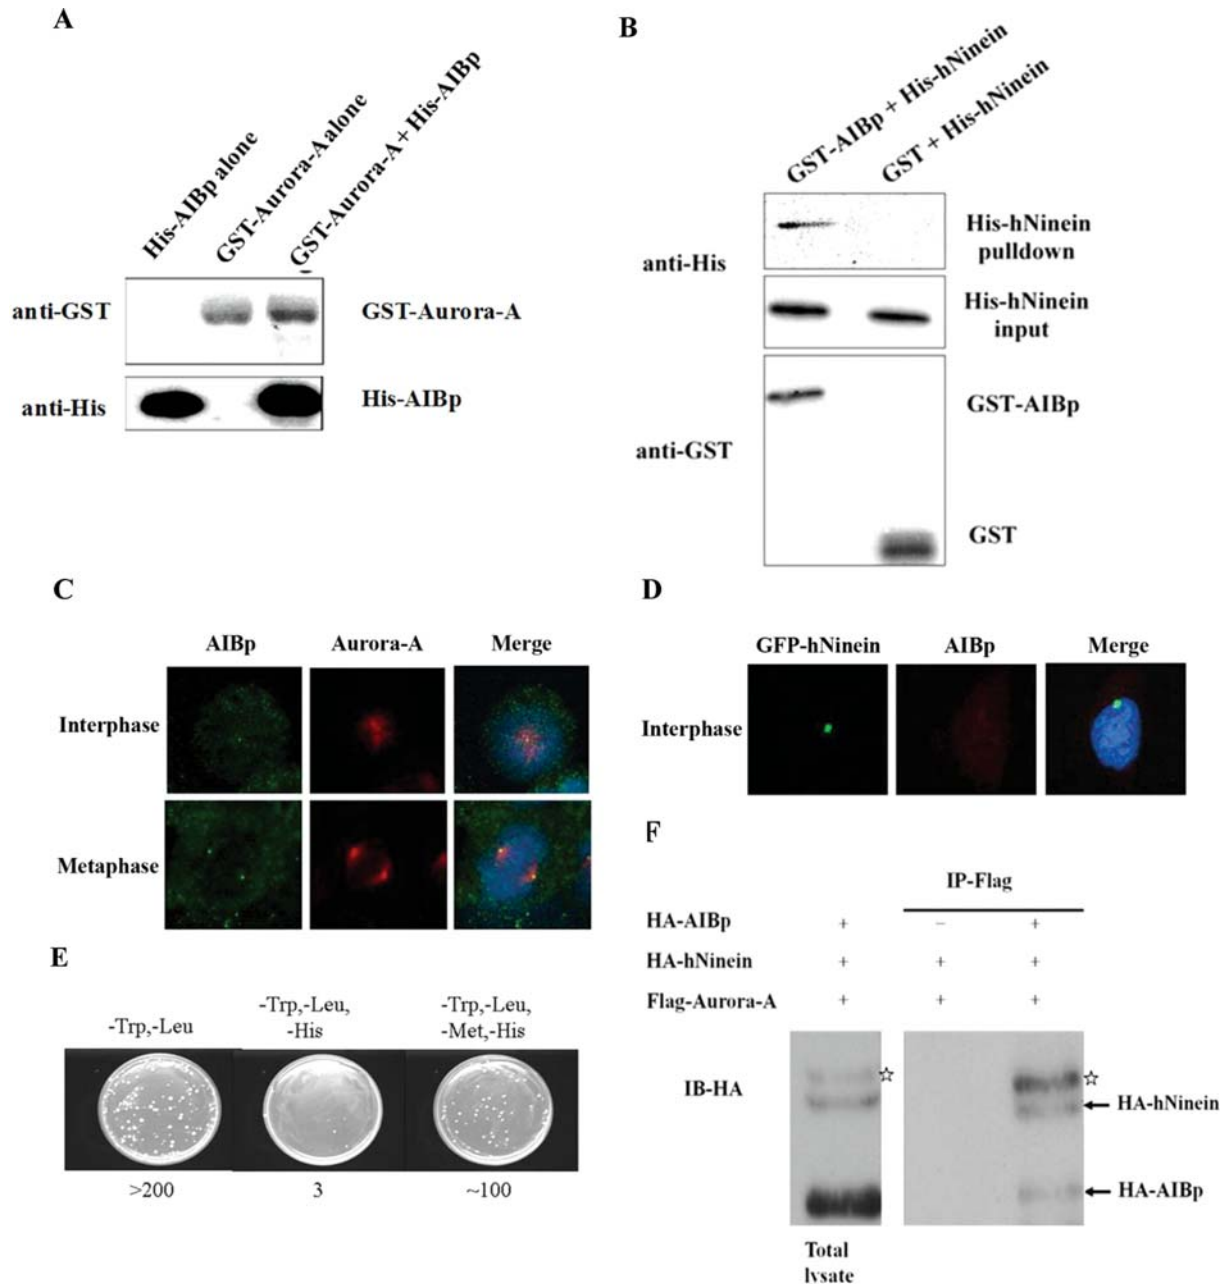 A
His-AIBp alone
GST-Aurora-A alone
GST-Aurora-A + His-AIBp
anti-GST
GST-Aurora-A
anti-His
His-AIBp
B
GST-AIBp + His-hNinein
GST + His-hNinein
anti-His
His-hNinein
pulldown
His-hNinein
input
anti-GST
GST-AIBp
GST
C
AIBp Aurora-A Merge
Interphase
Metaphase
D
GFP-hNinein AIBp Merge
Interphase
E
-Trp,-Leu
-Trp,-Leu,
-His
-Trp,-Leu,
-Met,-His
>200 3 ~100
F
IP-Flag
HA-AIBp + – +
HA-hNinein + + +
Flag-Aurora-A + + +
IB-HA
☆
☆
HA-hNinein
HA-AIBp
Total
lysate